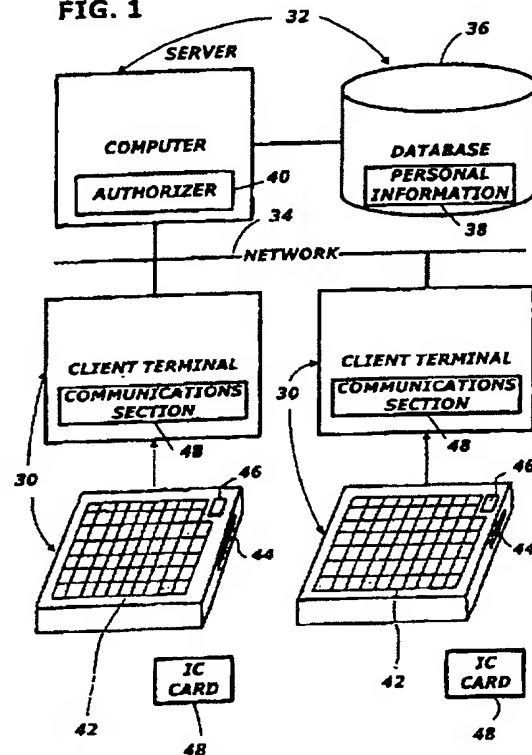 FIG. 1
32
36
SERVER
COMPUTER
AUTHORIZER
40
DATABASE
PERSONAL
INFORMATION
38
34
NETWORK
CLIENT TERMINAL
COMMUNICATIONS
SECTION
48
30
CLIENT TERMINAL
COMMUNICATIONS
SECTION
48
30
46
44
42
46
44
42
IC
CARD
48
IC
CARD
48